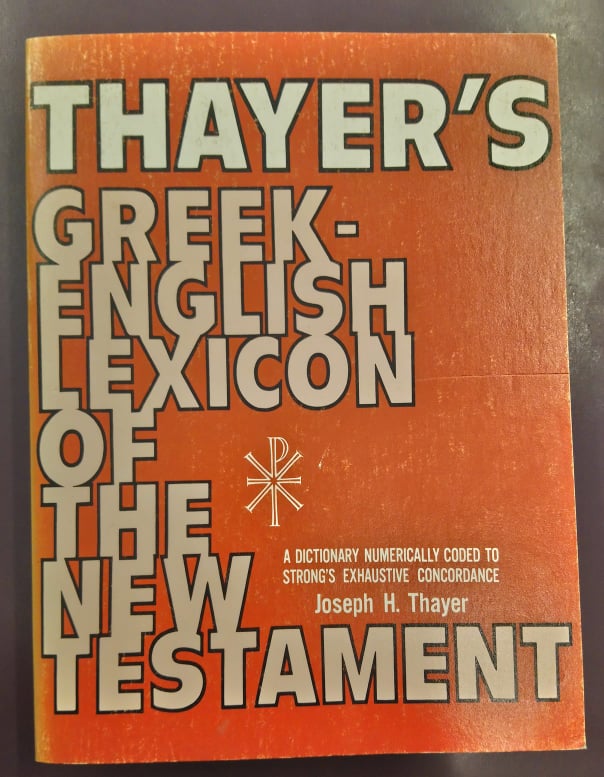 THAYER'S
GREEK-
ENGLISH
LEXICON
OF
THE
NEW
TESTAMENT
A DICTIONARY NUMERICALLY CODED TO
STRONG'S EXHAUSTIVE CONCORDANCE
Joseph H. Thayer